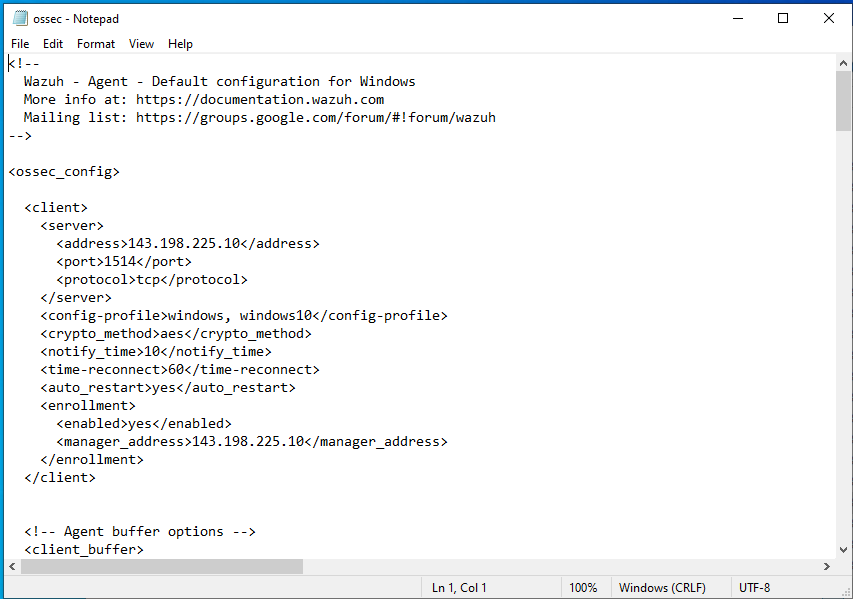 ossec - Notepad
File Edit Format View Help
<!--
  Wazuh - Agent - Default configuration for Windows
  More info at: https://documentation.wazuh.com
  Mailing list: https://groups.google.com/forum/#!forum/wazuh
-->

<ossec_config>

  <client>
    <server>
      <address>143.198.225.10</address>
      <port>1514</port>
      <protocol>tcp</protocol>
    </server>
    <config-profile>windows, windows10</config-profile>
    <crypto_method>aes</crypto_method>
    <notify_time>10</notify_time>
    <time-reconnect>60</time-reconnect>
    <auto_restart>yes</auto_restart>
    <enrollment>
      <enabled>yes</enabled>
      <manager_address>143.198.225.10</manager_address>
    </enrollment>
  </client>


  <!-- Agent buffer options -->
  <client_buffer>
Ln 1, Col 1 100% Windows (CRLF) UTF-8